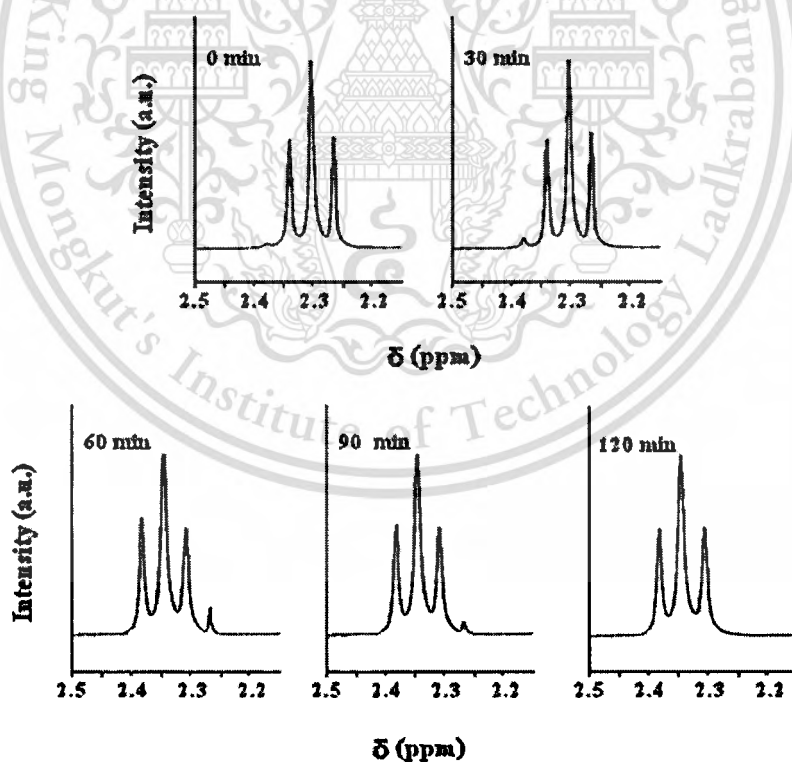 0 min
30 min
Intensity (a.u.)
2.5 2.4 2.3 2.2
2.5 2.4 2.3 2.2
δ (ppm)
King Mongkut's Institute of Technology Ladkrabang
60 min
90 min
120 min
Intensity (a.u.)
2.5 2.4 2.3 2.2
2.5 2.4 2.3 2.2
2.5 2.4 2.3 2.2
δ (ppm)